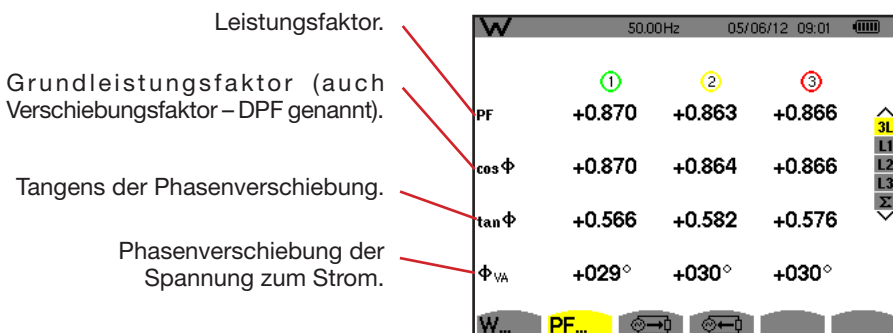 Leistungsfaktor.
Grundleistungsfaktor (auch
Verschiebungsfaktor – DPF genannt).
Tangens der Phasenverschiebung.
Phasenverschiebung der
Spannung zum Strom.
W 50.00Hz 05/06/12 09:01
1 2 3
PF +0.870 +0.863 +0.866
cos Φ +0.870 +0.864 +0.866
tan Φ +0.566 +0.582 +0.576
Φ VA +029° +030° +030°
3L
L1
L2
L3
Σ
W... PF...